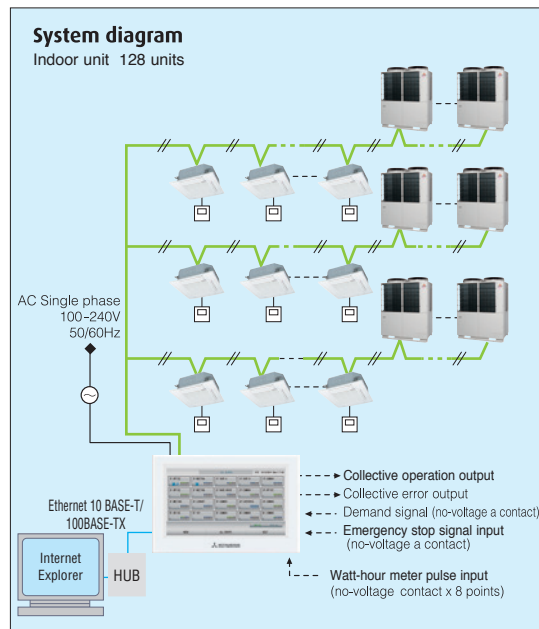 System diagram
Indoor unit 128 units
AC Single phase
100-240V
50/60Hz
Collective operation output
Collective error output
Demand signal (no-voltage a contact)
Emergency stop signal input
(no-voltage a contact)
Ethernet 10 BASE-T/
100BASE-TX
Internet
Explorer
HUB
Watt-hour meter pulse input
(no-voltage contact x 8 points)